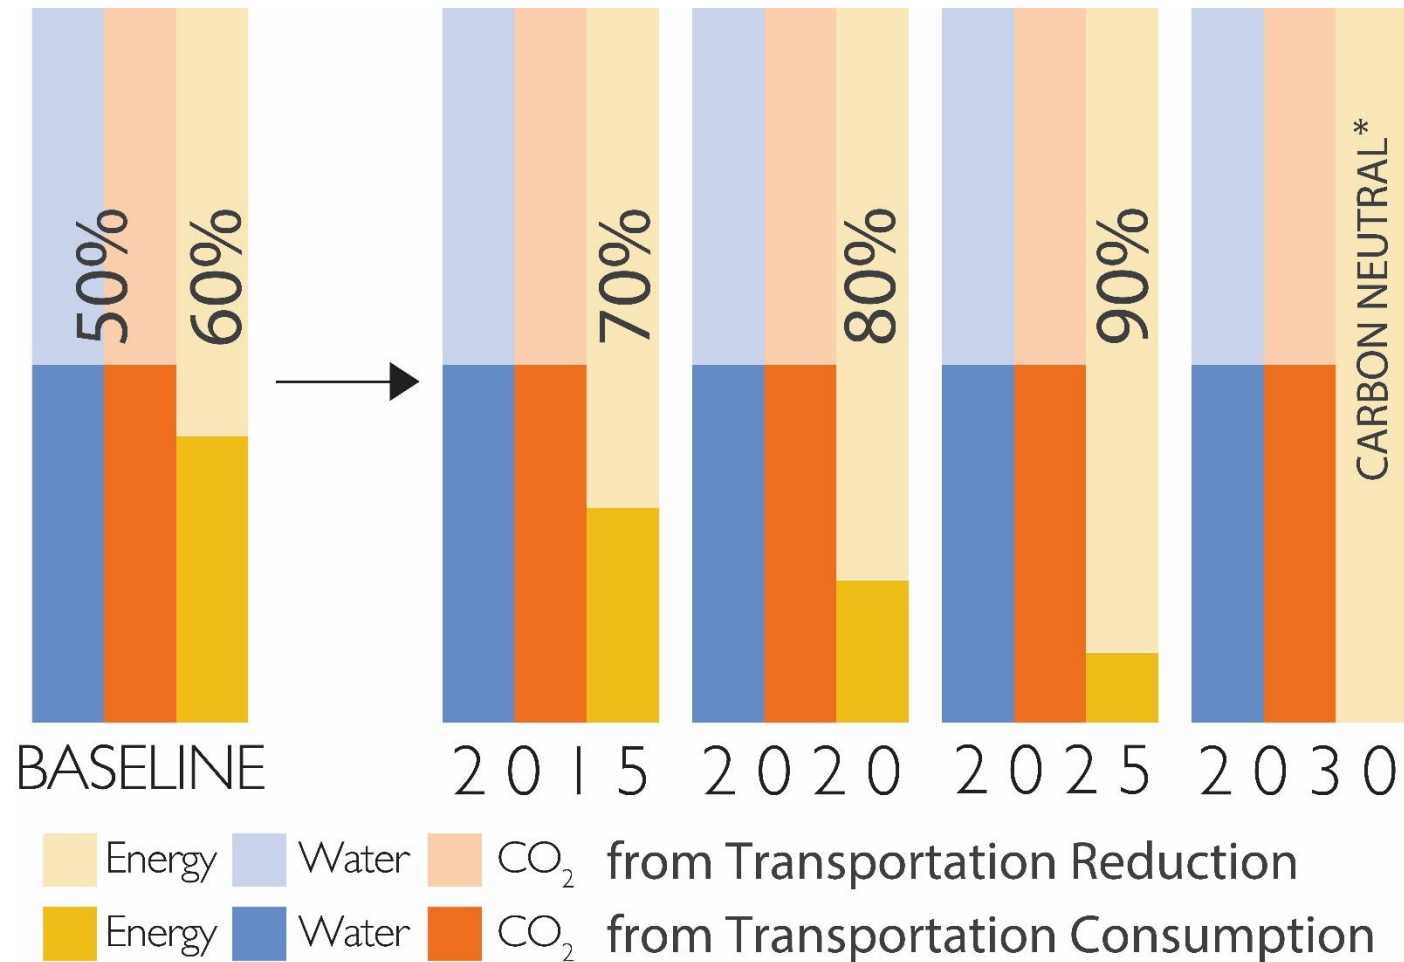 50%
60%
70%
80%
90%
CARBON NEUTRAL*
BASELINE
2015
2020
2025
2030
Energy Water CO₂ from Transportation Reduction
Energy Water CO₂ from Transportation Consumption